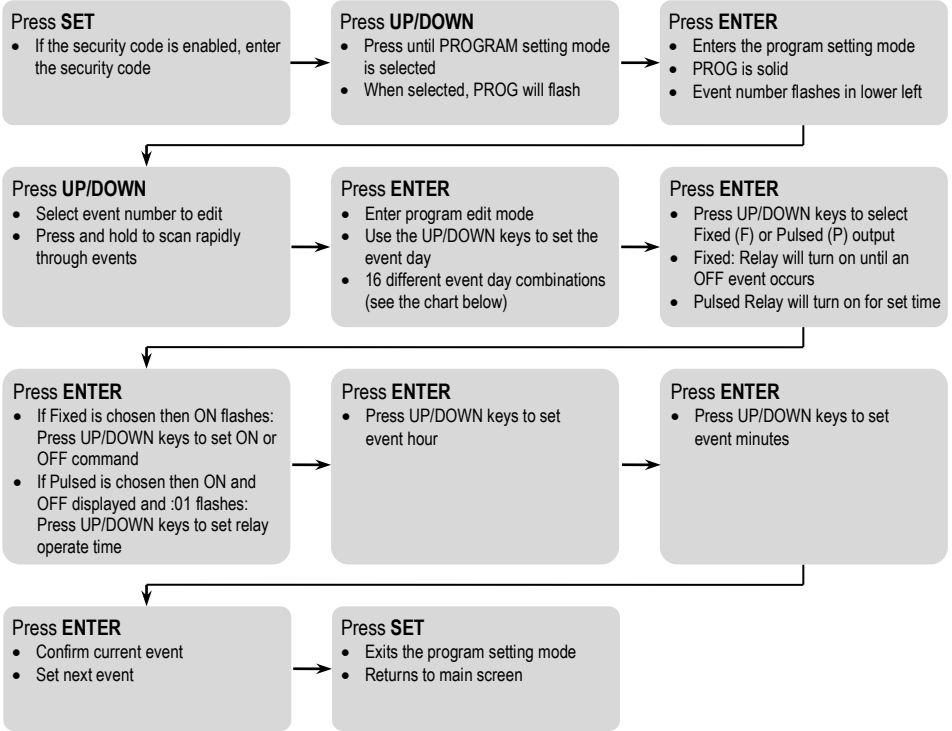 Press SET
• If the security code is enabled, enter
the security code
Press UP/DOWN
• Press until PROGRAM setting mode
is selected
• When selected, PROG will flash
Press ENTER
• Enters the program setting mode
• PROG is solid
• Event number flashes in lower left
Press UP/DOWN
• Select event number to edit
• Press and hold to scan rapidly
through events
Press ENTER
• Enter program edit mode
• Use the UP/DOWN keys to set the
event day
• 16 different event day combinations
(see the chart below)
Press ENTER
• Press UP/DOWN keys to select
Fixed (F) or Pulsed (P) output
• Fixed: Relay will turn on until an
OFF event occurs
• Pulsed Relay will turn on for set time
Press ENTER
• If Fixed is chosen then ON flashes:
Press UP/DOWN keys to set ON or
OFF command
• If Pulsed is chosen then ON and
OFF displayed and :01 flashes:
Press UP/DOWN keys to set relay
operate time
Press ENTER
• Press UP/DOWN keys to set
event hour
Press ENTER
• Press UP/DOWN keys to set
event minutes
Press ENTER
• Confirm current event
• Set next event
Press SET
• Exits the program setting mode
• Returns to main screen